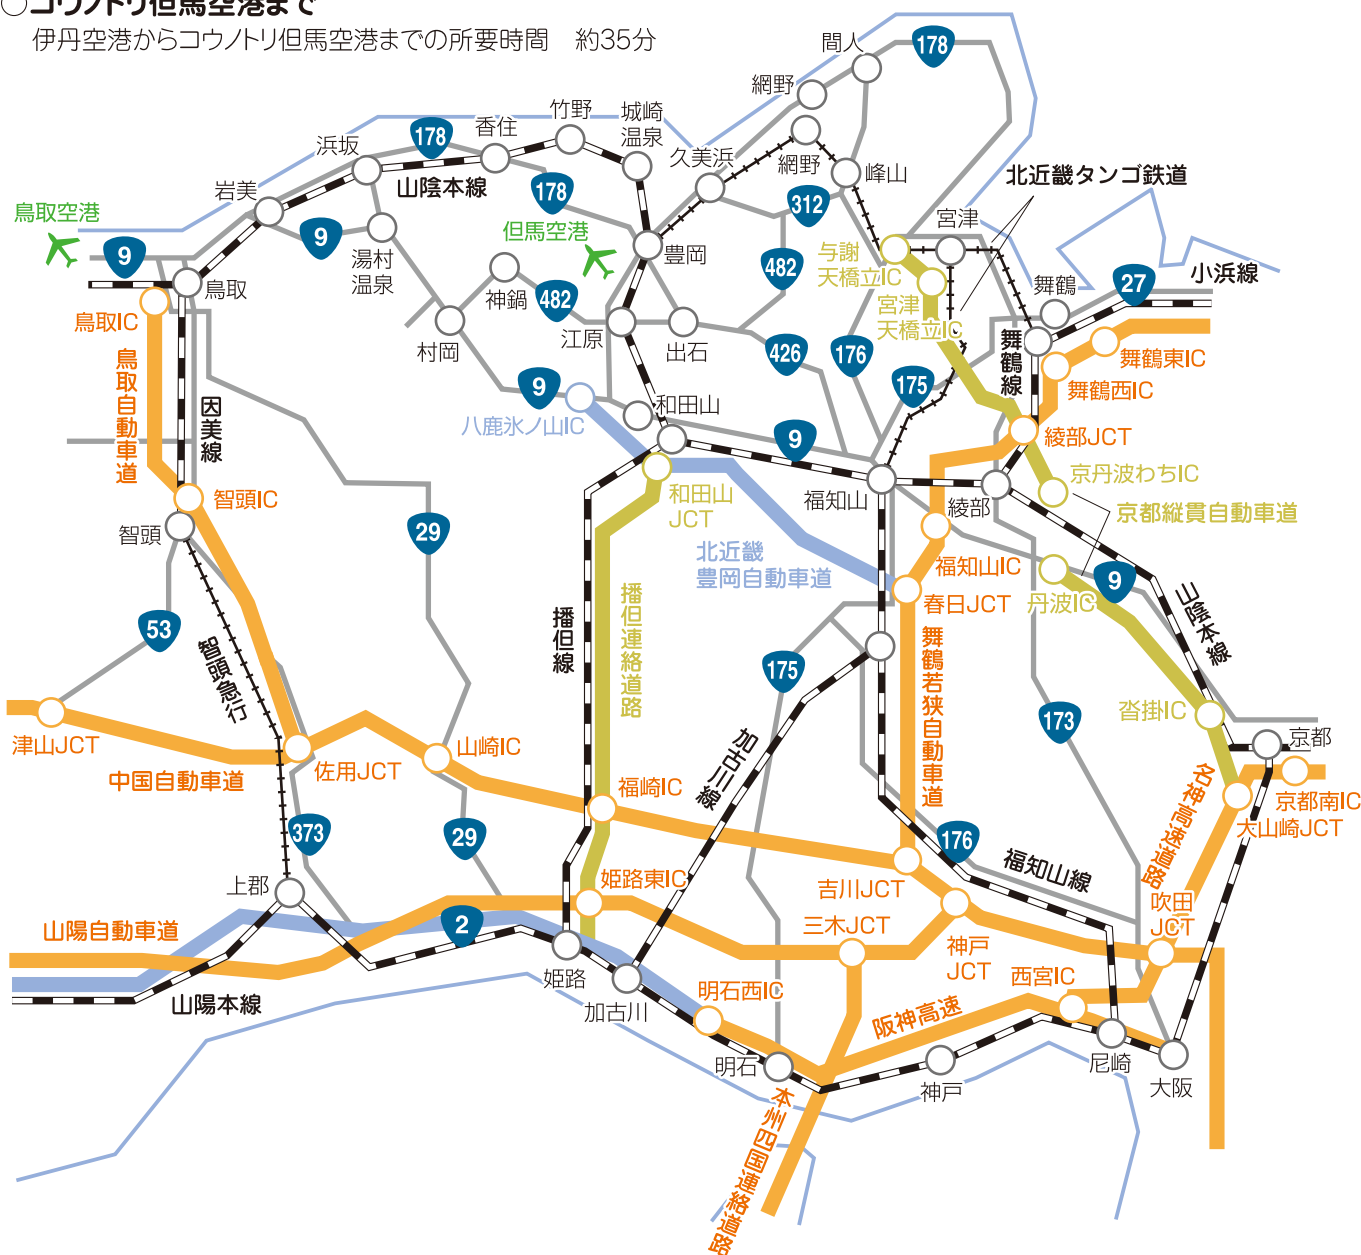 ○コウノトリ但馬空港まで
伊丹空港からコウノトリ但馬空港までの所要時間　約35分
間人
178
網野
竹野
城崎
温泉
香住
178
浜坂
久美浜
網野
峰山
北近畿タンゴ鉄道
山陰本線
178
岩美
312
宮津
鳥取空港
9
9
但馬空港
豊岡
与謝
天橋立IC
小浜線
湯村
温泉
482
27
鳥取
神鍋
482
舞鶴
宮津
天橋立IC
鳥取IC
村岡
江原
出石
426
176
舞鶴線
舞鶴東IC
鳥取自動車道
9
175
舞鶴西IC
因美線
八鹿氷ノ山IC
和田山
9
綾部JCT
智頭IC
和田山
JCT
福知山
綾部
京丹波わちIC
京都縦貫自動車道
智頭
29
北近畿
豊岡自動車道
福知山IC
9
春日JCT
丹波IC
山陰本線
53
播但線
播但連絡道路
舞鶴若狭自動車道
智頭急行
175
173
沓掛IC
津山JCT
京都
中国自動車道
佐用JCT
山崎IC
加古川線
福崎IC
名神高速道路
京都南IC
大山崎JCT
373
29
176
福知山線
上郡
姫路東IC
吉川JCT
吹田
JCT
山陽自動車道
2
三木JCT
神戸
JCT
姫路
西宮IC
山陽本線
加古川
明石西IC
阪神高速
明石
神戸
尼崎
大阪
本州四国連絡道路